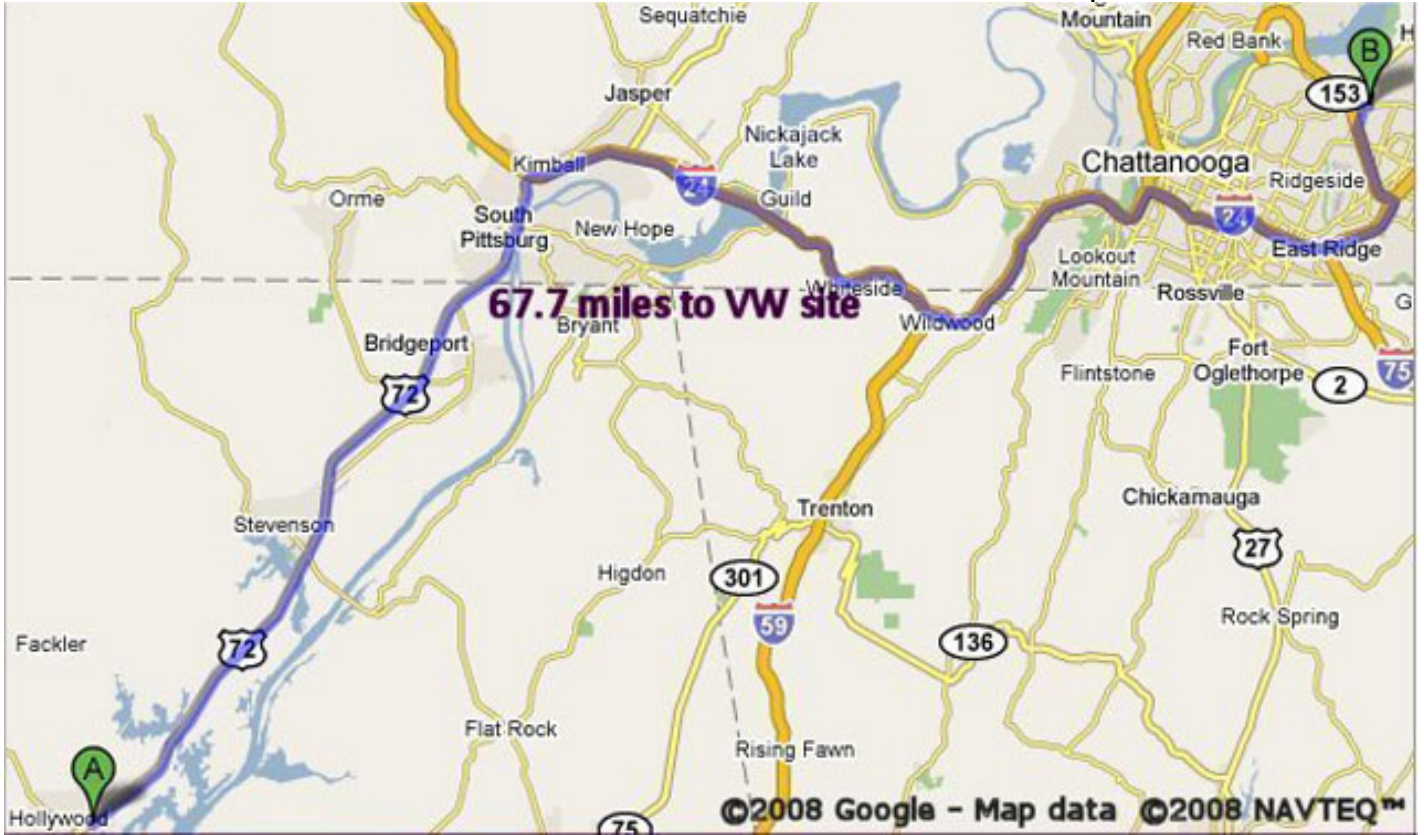 Sequatchie
Mountain
Red Bank
H
B
153
Jasper
Nickajack
Lake
Kimball
Chattanooga
24
Guild
Ridgeside
Orme
South
Pittsburg
New Hope
24
East Ridge
Lookout
Mountain
Whiteside
Rossville
G
67.7 miles to VW site
Bryant
Wildwood
Bridgeport
Fort
Oglethorpe
Flintstone
75
2
72
Chickamauga
Trenton
Stevenson
27
Higdon
301
59
Rock Spring
136
Fackler
72
Flat Rock
Rising Fawn
A
Hollywood
75
©2008 Google - Map data ©2008 NAVTEQ™